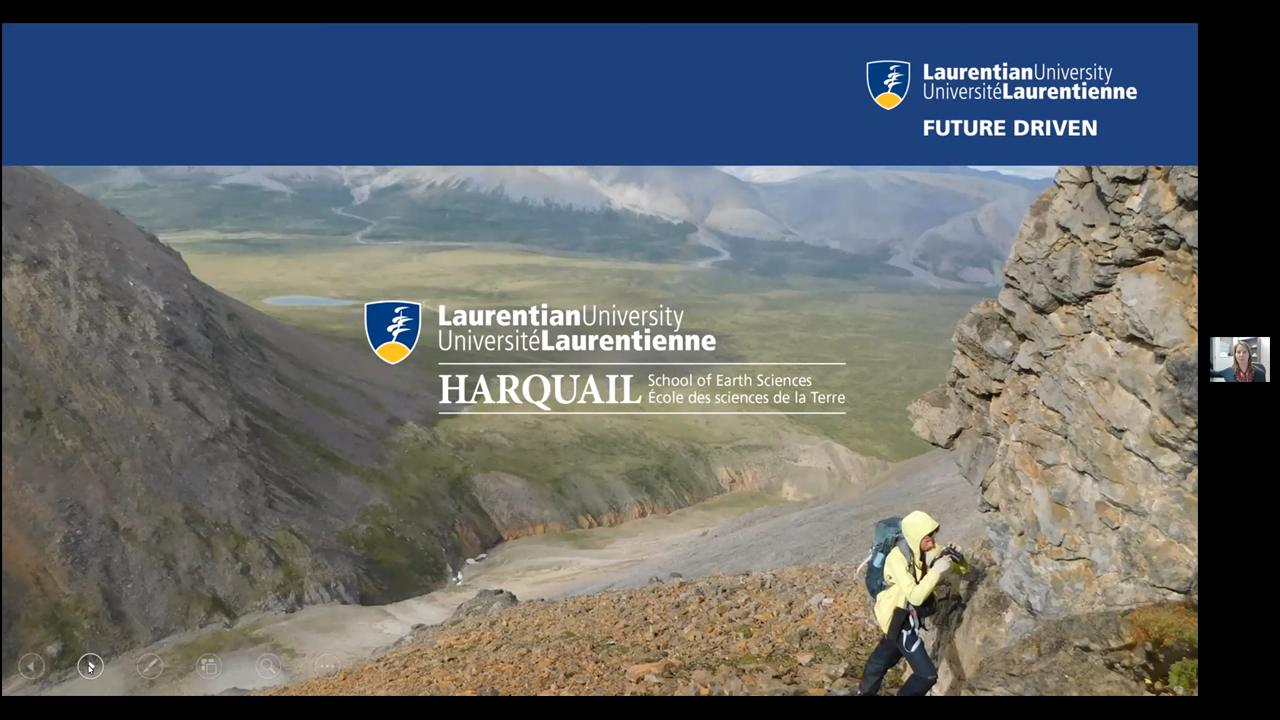 LaurentianUniversity
UniversitéLaurentienne
FUTURE DRIVEN
LaurentianUniversity
UniversitéLaurentienne
HARQUAIL
School of Earth Sciences
École des sciences de la Terre